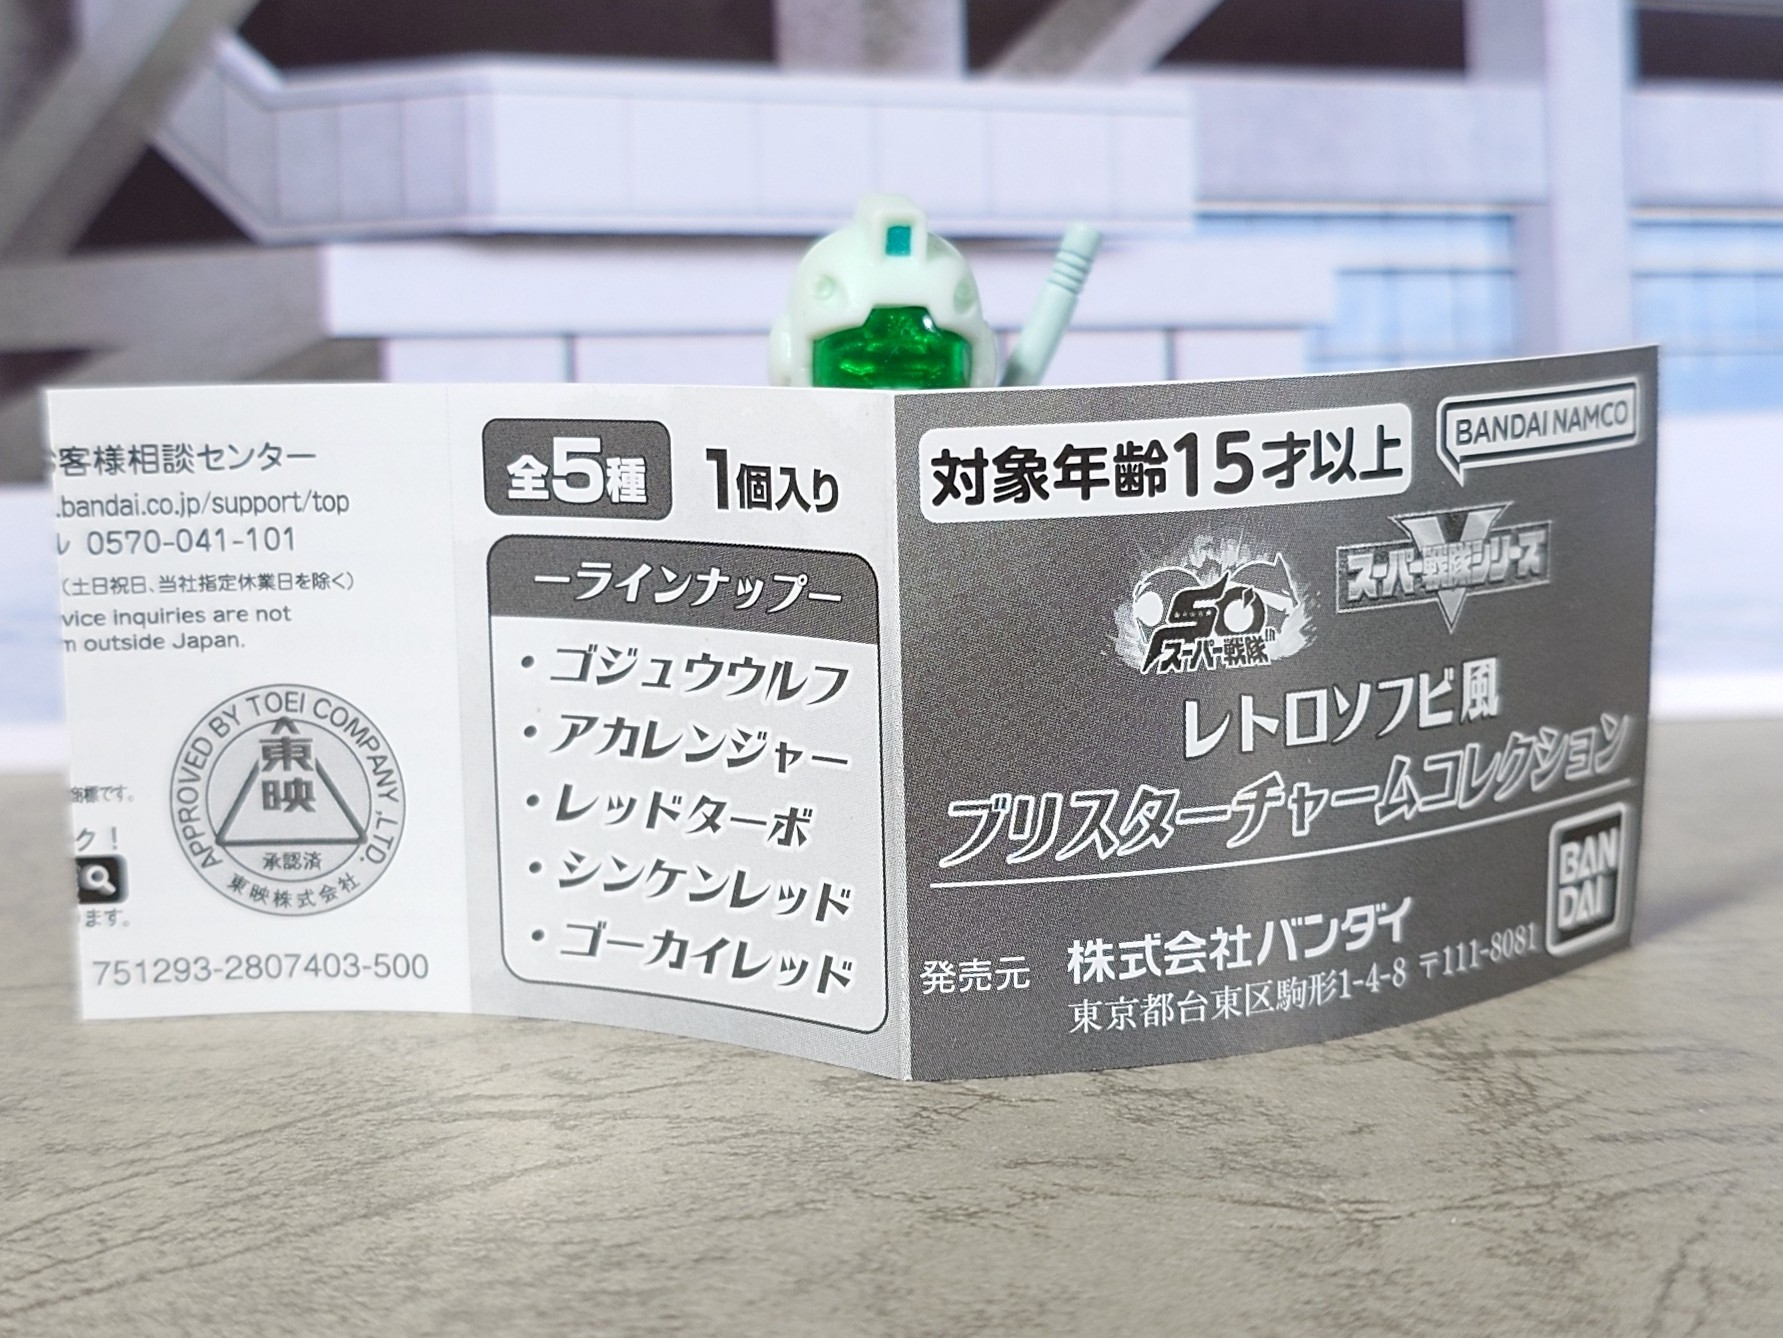 客様相談センター
.bandai.co.jp/support/top
0570-041-101
(土日祝日、当社指定休業日を除く)
vice inquiries are not
m outside Japan.
APPROVED BY TOEI COMPANY ,LTD.
東映
承認済
東映株式会社
商標です。
ク!
ます。
751293-2807403-500
全5種 1個入り
ーラインナップー
・ゴジュウウルフ
・アカレンジャー
・レッドターボ
・シンケンレッド
・ゴーカイレッド
対象年齢15才以上
BANDAI NAMCO
50th
スーパー戦隊
スーパー戦隊シリーズ
レトロソフビ風
ブリスターチャームコレクション
BANDAI
発売元 株式会社バンダイ
東京都台東区駒形1-4-8 〒111-8081